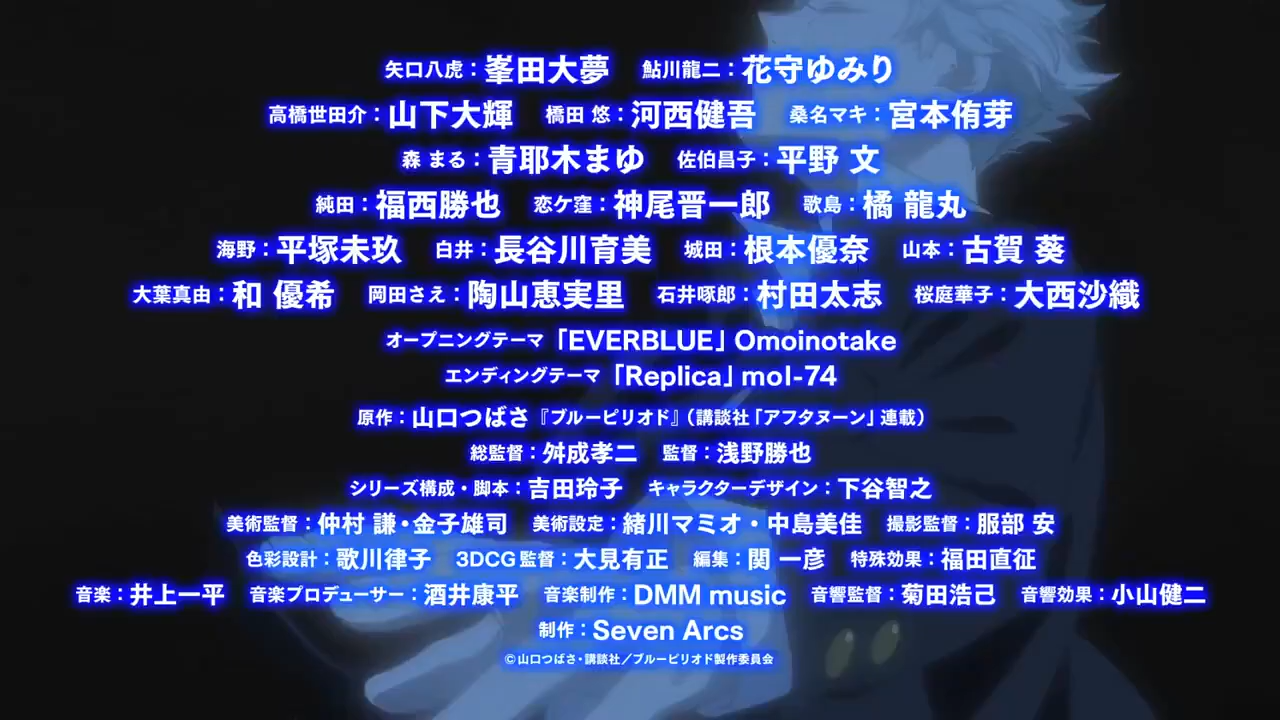 矢口八虎：峯田大夢　鮎川龍二：花守ゆみり
高橋世田介：山下大輝　橋田 悠：河西健吾　桑名マキ：宮本侑芽
森 まる：青耶木まゆ　佐伯昌子：平野 文
純田：福西勝也　恋ケ窪：神尾晋一郎　歌島：橘 龍丸
海野：平塚未玖　白井：長谷川育美　城田：根本優奈　山本：古賀 葵
大葉真由：和 優希　岡田さえ：陶山恵実里　石井啄郎：村田太志　桜庭華子：大西沙織
オープニングテーマ「EVERBLUE」Omoinotake
エンディングテーマ「Replica」mol-74
原作：山口つばさ『ブルーピリオド』（講談社「アフタヌーン」連載）
総監督：舛成孝二　監督：浅野勝也
シリーズ構成・脚本：吉田玲子　キャラクターデザイン：下谷智之
美術監督：仲村 謙・金子雄司　美術設定：緒川マミオ・中島美佳　撮影監督：服部 安
色彩設計：歌川律子　3DCG監督：大見有正　編集：関 一彦　特殊効果：福田直征
音楽：井上一平　音楽プロデューサー：酒井康平　音楽制作：DMM music　音響監督：菊田浩己　音響効果：小山健二
制作：Seven Arcs
©山口つばさ・講談社／ブルーピリオド製作委員会